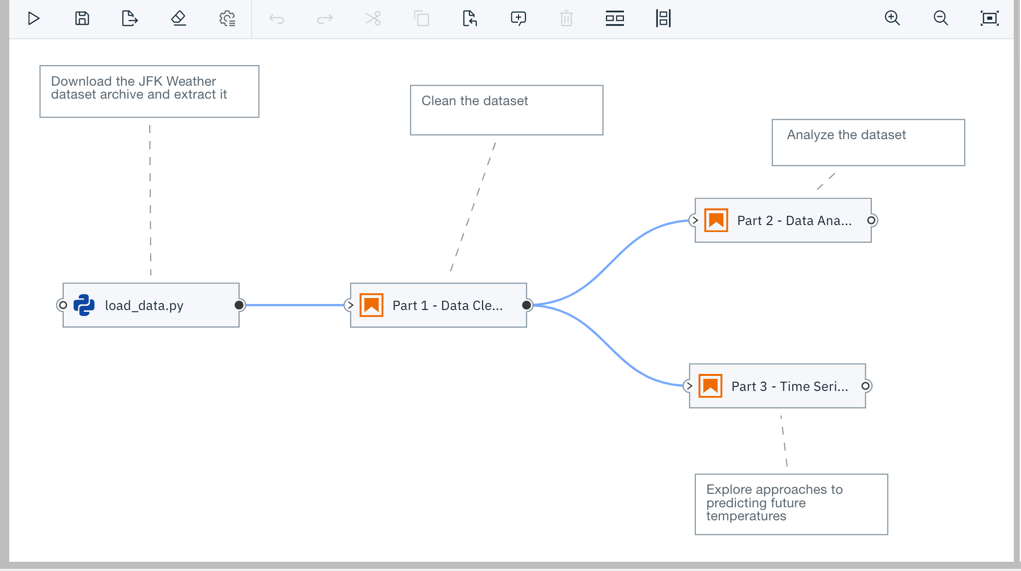 Download the JFK Weather
dataset archive and extract it
Clean the dataset
Analyze the dataset
Part 2 - Data Ana...
load_data.py
Part 1 - Data Cle...
Part 3 - Time Seri...
Explore approaches to
predicting future
temperatures